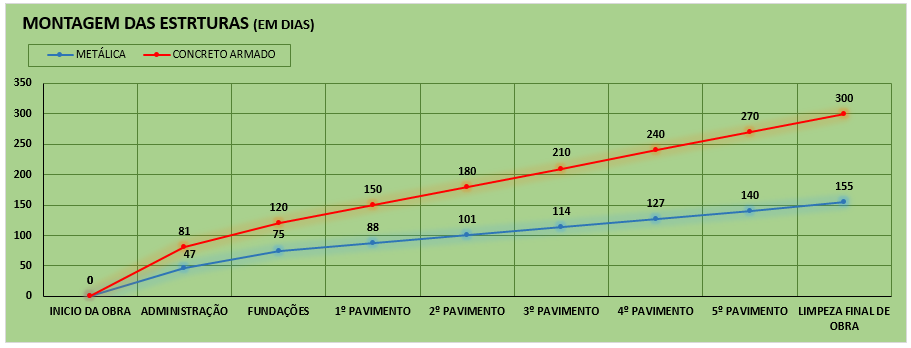 MONTAGEM DAS ESTRTURAS (EM DIAS)
METÁLICA CONCRETO ARMADO
350
300
250
200
150
100
50
0
0 81 120 150 180 210 240 270 300
47 75 88 101 114 127 140 155
INICIO DA OBRA ADMINISTRAÇÃO FUNDAÇÕES 1º PAVIMENTO 2º PAVIMENTO 3º PAVIMENTO 4º PAVIMENTO 5º PAVIMENTO LIMPEZA FINAL DE
OBRA